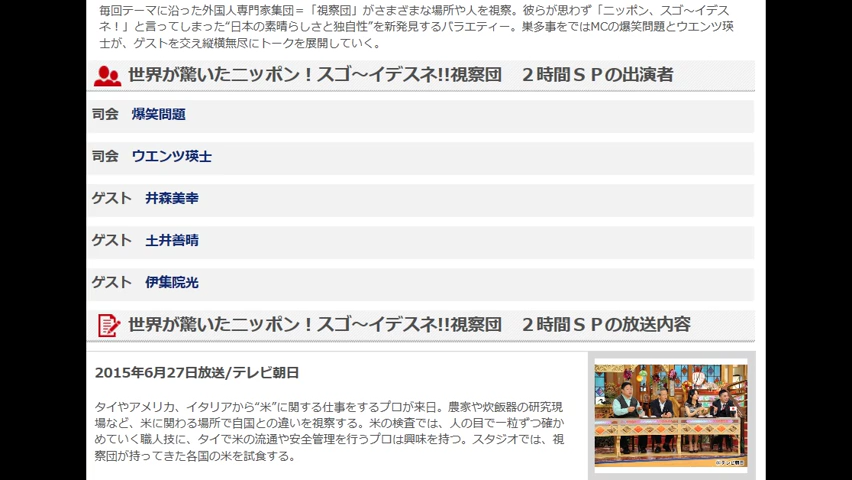 毎回テーマに沿った外国人専門家集団＝「視察団」がさまざまな場所や人を視察。彼らが思わず「ニッポン、スゴ～イデス
ネ！」と言ってしまった“日本の素晴らしさと独自性”を新発見するバラエティー。巣多事をではMCの爆笑問題とウエンツ瑛
士が、ゲストを交え縦横無尽にトークを展開していく。
世界が驚いたニッポン！スゴ～イデスネ!!視察団　２時間ＳＰの出演者
司会　爆笑問題
司会　ウエンツ瑛士
ゲスト　井森美幸
ゲスト　土井善晴
ゲスト　伊集院光
世界が驚いたニッポン！スゴ～イデスネ!!視察団　２時間ＳＰの放送内容
2015年6月27日放送/テレビ朝日
タイやアメリカ、イタリアから“米”に関する仕事をするプロが来日。農家や炊飯器の研究現
場など、米に関わる場所で自国との違いを視察する。米の検査では、人の目で一粒ずつ確か
めていく職人技に、タイで米の流通や安全管理を行うプロは興味を持つ。スタジオでは、視
察団が持ってきた各国の米を試食する。